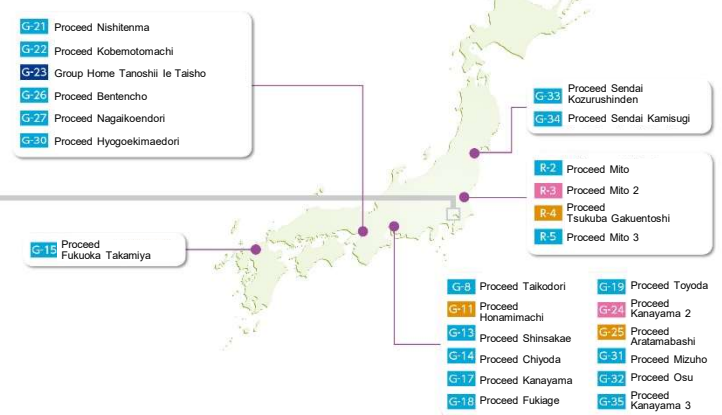 G-21 Proceed Nishitenma
G-22 Proceed Kobemotomachi
G-23 Group Home Tanoshii Ie Taisho
G-26 Proceed Bentencho
G-27 Proceed Nagaikoendori
G-30 Proceed Hyogoekimaedori
G-33 Proceed Sendai
Kozurushinden
G-34 Proceed Sendai Kamisugi
R-2 Proceed Mito
R-3 Proceed Mito 2
R-4 Proceed
Tsukuba Gakuentoshi
R-5 Proceed Mito 3
G-15 Proceed
Fukuoka Takamiya
G-8 Proceed Taikodori
G-11 Proceed
Honamimachi
G-13 Proceed Shinsakae
G-14 Proceed Chiyoda
G-17 Proceed Kanayama
G-18 Proceed Fukiage
G-19 Proceed Toyoda
G-24 Proceed
Kanayama 2
G-25 Proceed
Aratamabashi
G-31 Proceed Mizuho
G-32 Proceed Osu
G-35 Proceed
Kanayama 3